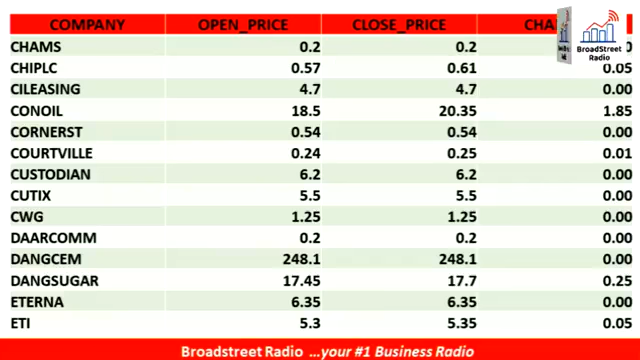 COMPANY OPEN_PRICE CLOSE_PRICE CHA
BroadStreet
Radio
CHAMS 0.2 0.2 0
CHIPLC 0.57 0.61 0.05
CILEASING 4.7 4.7 0.00
CONOIL 18.5 20.35 1.85
CORNERST 0.54 0.54 0.00
COURTVILLE 0.24 0.25 0.01
CUSTODIAN 6.2 6.2 0.00
CUTIX 5.5 5.5 0.00
CWG 1.25 1.25 0.00
DAARCOMM 0.2 0.2 0.00
DANGCEM 248.1 248.1 0.00
DANGSUGAR 17.45 17.7 0.25
ETERNA 6.35 6.35 0.00
ETI 5.3 5.35 0.05
Broadstreet Radio ...your #1 Business Radio